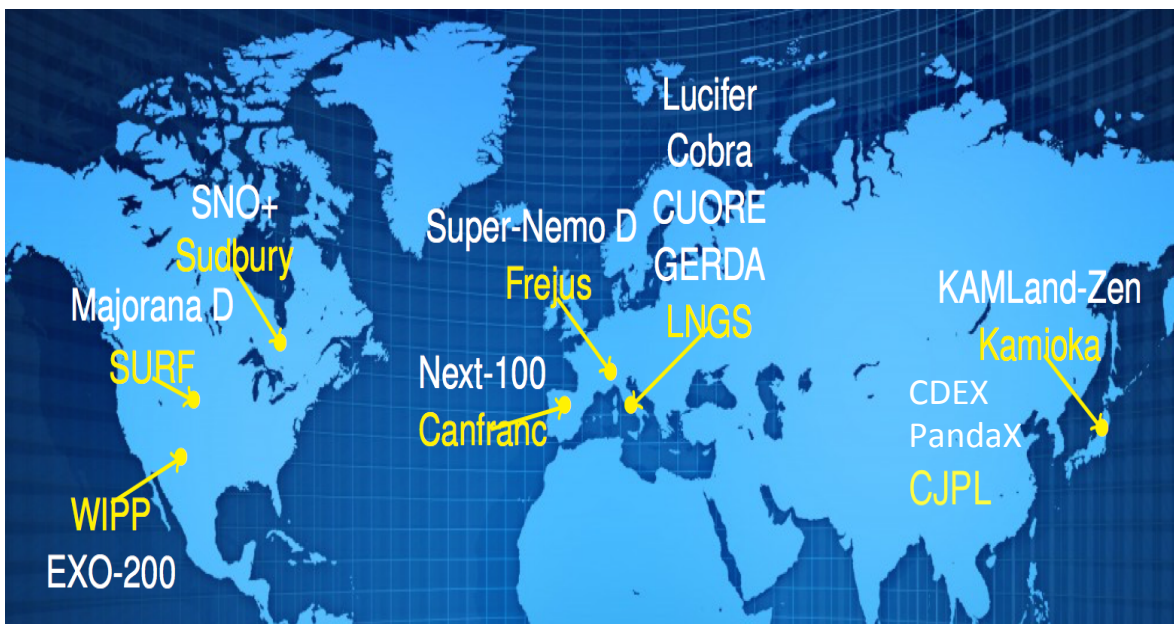 SNO+
Sudbury
Majorana D
SURF
WIPP
EXO-200
Super-Nemo D
Frejus
Next-100
Canfranc
Lucifer
Cobra
CUORE
GERDA
LNGS
KAMLand-Zen
Kamioka
CDEX
PandaX
CJPL